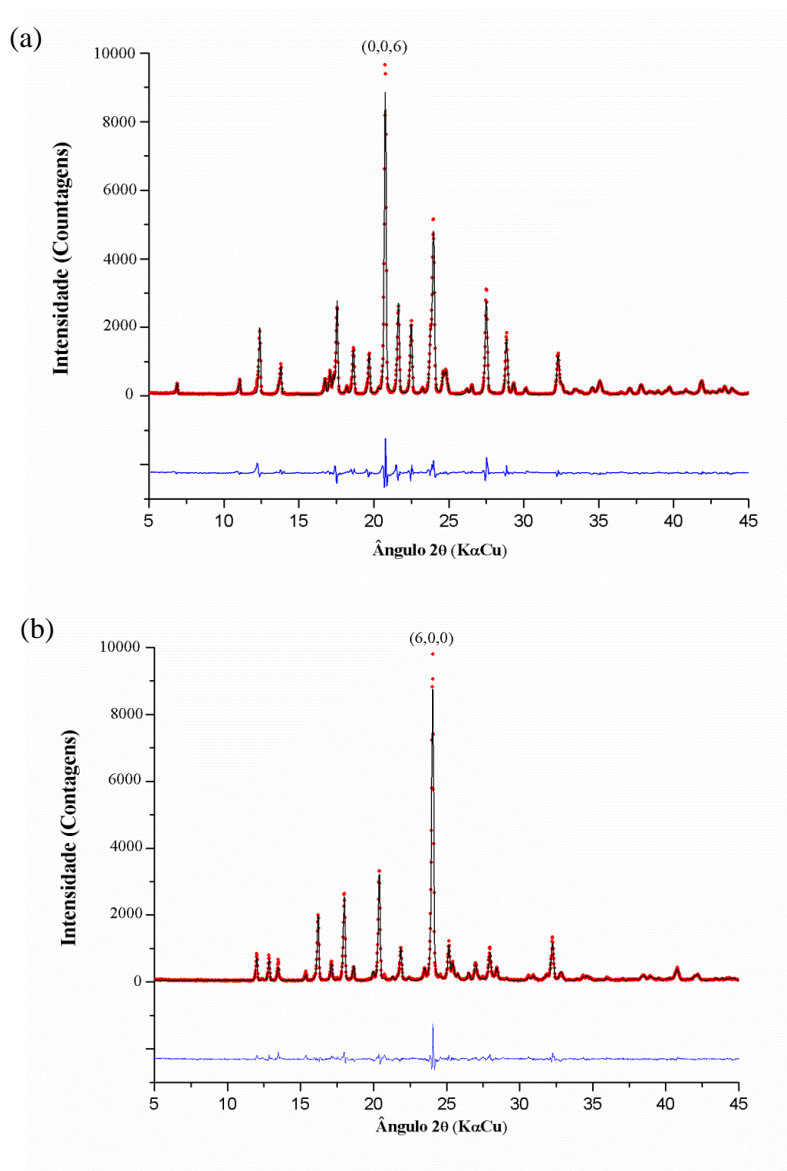 (a)
(0,0,6)
10000
8000
6000
4000
2000
0
Intensidade (Countagens)
5 10 15 20 25 30 35 40 45
Ângulo 2θ (KαCu)
(b)
(6,0,0)
10000
8000
6000
4000
2000
0
Intensidade (Contagens)
5 10 15 20 25 30 35 40 45
Ângulo 2θ (KαCu)